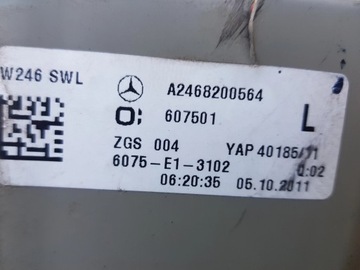 W246 SWL
A2468200564
607501 L
ZGS 004 YAP 40185/11
6075-E1-3102 0:02
06:20:35 05.10.2011